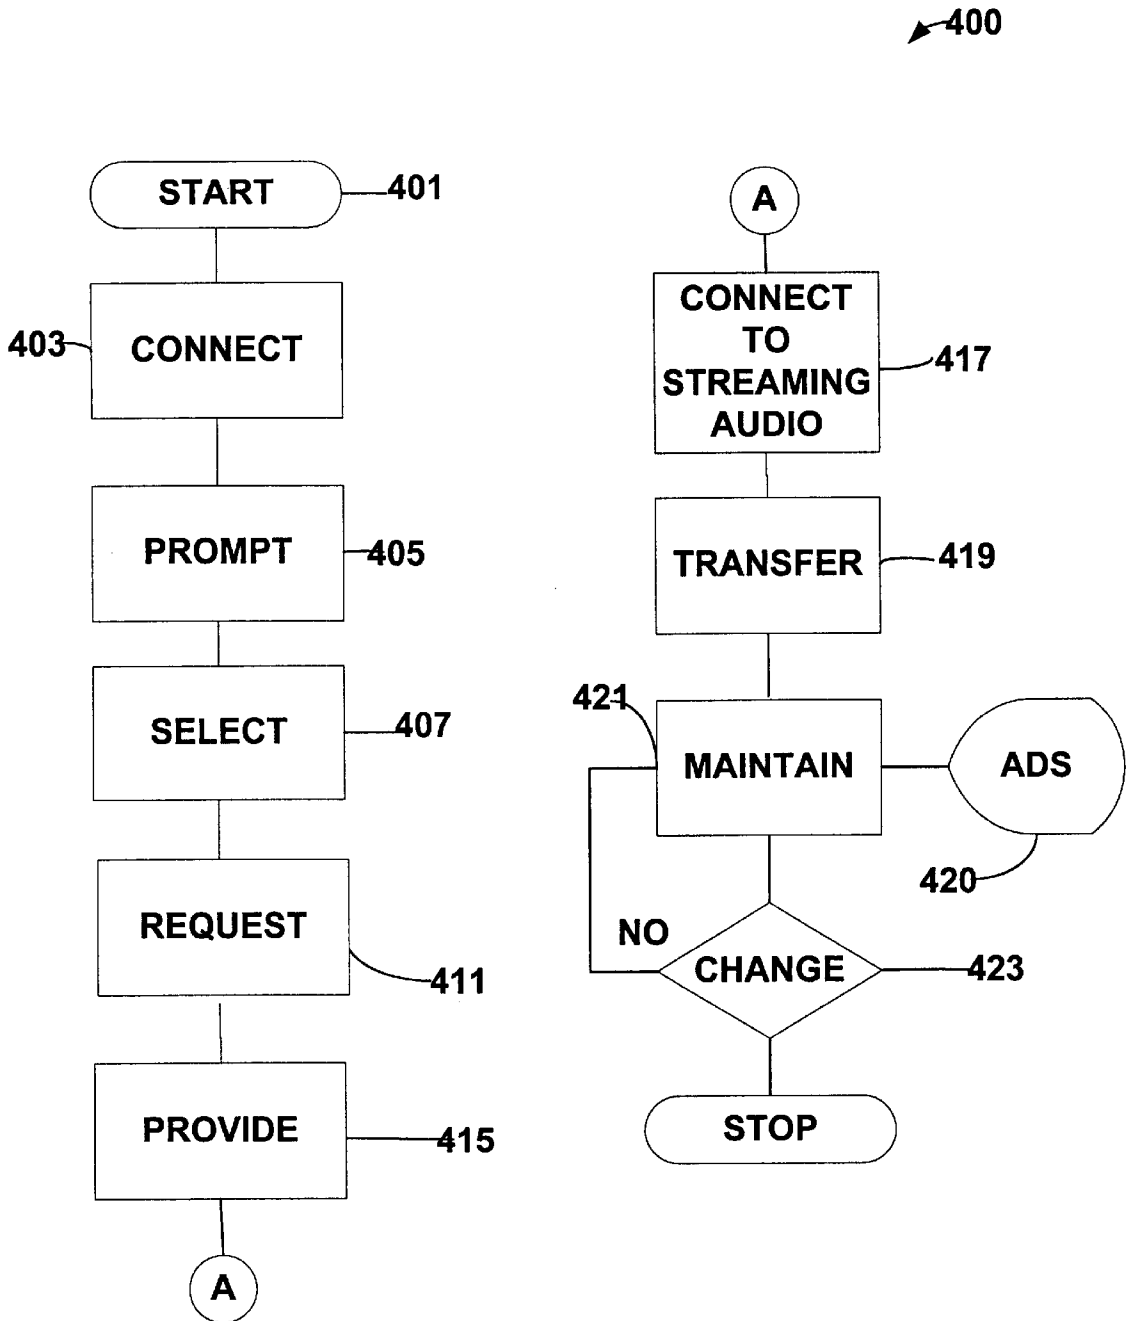 400
START
401
CONNECT
403
PROMPT
405
SELECT
407
REQUEST
411
PROVIDE
415
A
A
CONNECT
TO
STREAMING
AUDIO
417
TRANSFER
419
421
MAINTAIN
ADS
420
NO
CHANGE
423
STOP